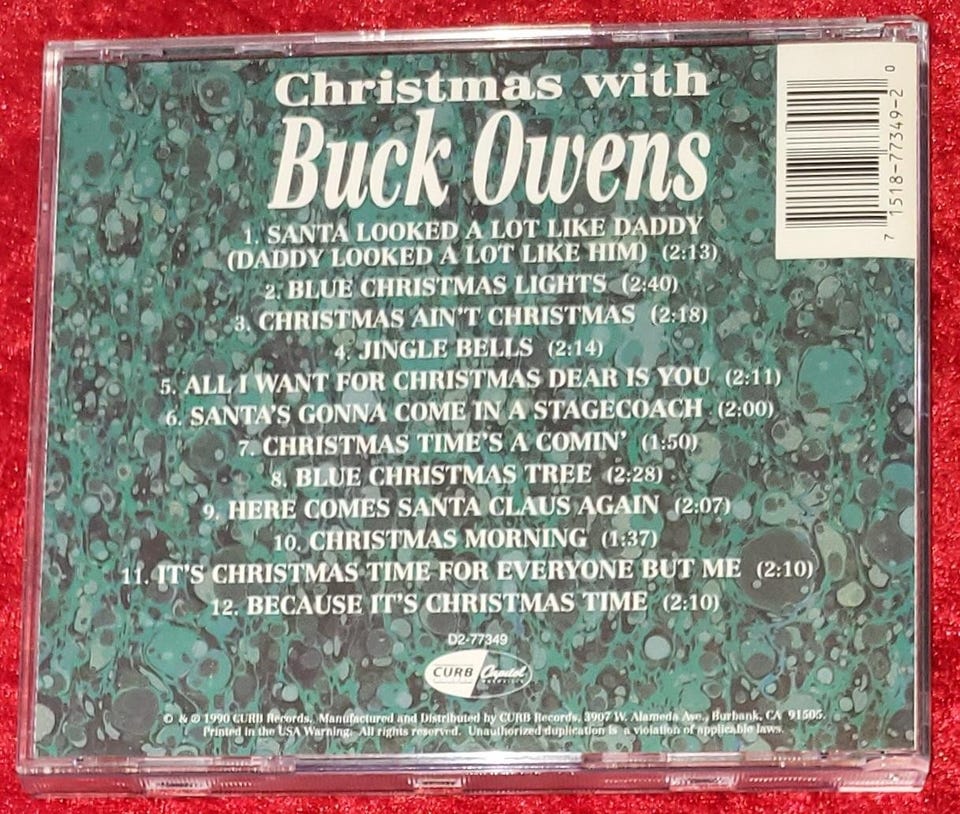 Christmas with
Buck Owens
1. SANTA LOOKED A LOT LIKE DADDY
(DADDY LOOKED A LOT LIKE HIM) (2:13)
2. BLUE CHRISTMAS LIGHTS (2:40)
3. CHRISTMAS AIN'T CHRISTMAS (2:18)
4. JINGLE BELLS (2:14)
5. ALL I WANT FOR CHRISTMAS DEAR IS YOU (2:11)
6. SANTA'S GONNA COME IN A STAGECOACH (2:00)
7. CHRISTMAS TIME'S A COMIN' (1:50)
8. BLUE CHRISTMAS TREE (2:28)
9. HERE COMES SANTA CLAUS AGAIN (2:07)
10. CHRISTMAS MORNING (1:37)
11. IT'S CHRISTMAS TIME FOR EVERYONE BUT ME (2:10)
12. BECAUSE IT'S CHRISTMAS TIME (2:10)
D2-77349
CURB Capitol
© & ℗ 1990 CURB Records. Manufactured and Distributed by CURB Records, 3907 W. Alameda Ave., Burbank, CA 91505.
Printed in the USA Warning: All rights reserved. Unauthorized duplication is a violation of applicable laws.
7 15187-73492 0